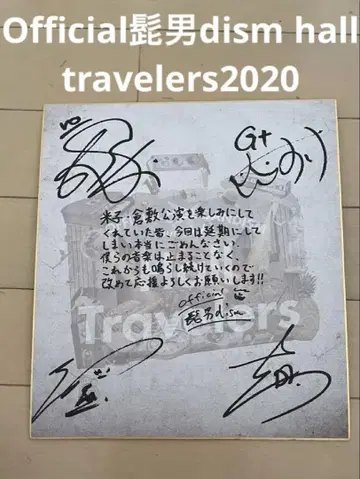 Official髭男dism hall
travelers2020
vo
G+
米子・倉敷公演を楽しみにして
くれていた皆、今回は延期にして
しまい本当にごめんなさい。
僕らの音楽は止まることなく、
これからも鳴らし続けていくので
改めて応援よろしくお願いします!!
official
髭男dism
Travelers